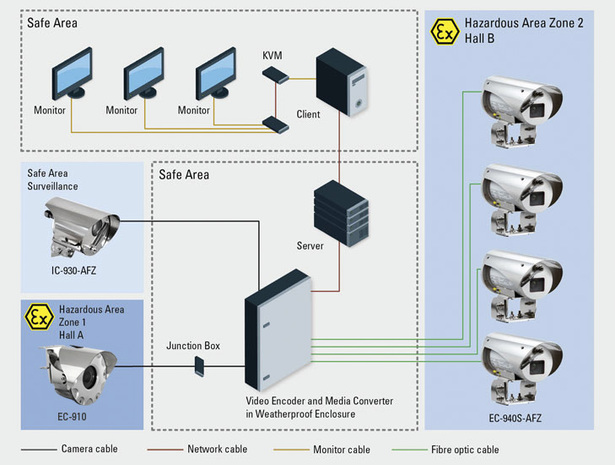 Safe Area
KVM
Monitor
Monitor
Monitor
Client
Ex
Hazardous Area Zone 2
Hall B
Safe Area
Surveillance
IC-930-AFZ
Safe Area
Server
Ex
Hazardous Area
Zone 1
Hall A
EC-910
Junction Box
Video Encoder and Media Converter
in Weatherproof Enclosure
EC-940S-AFZ
Camera cable
Network cable
Monitor cable
Fibre optic cable